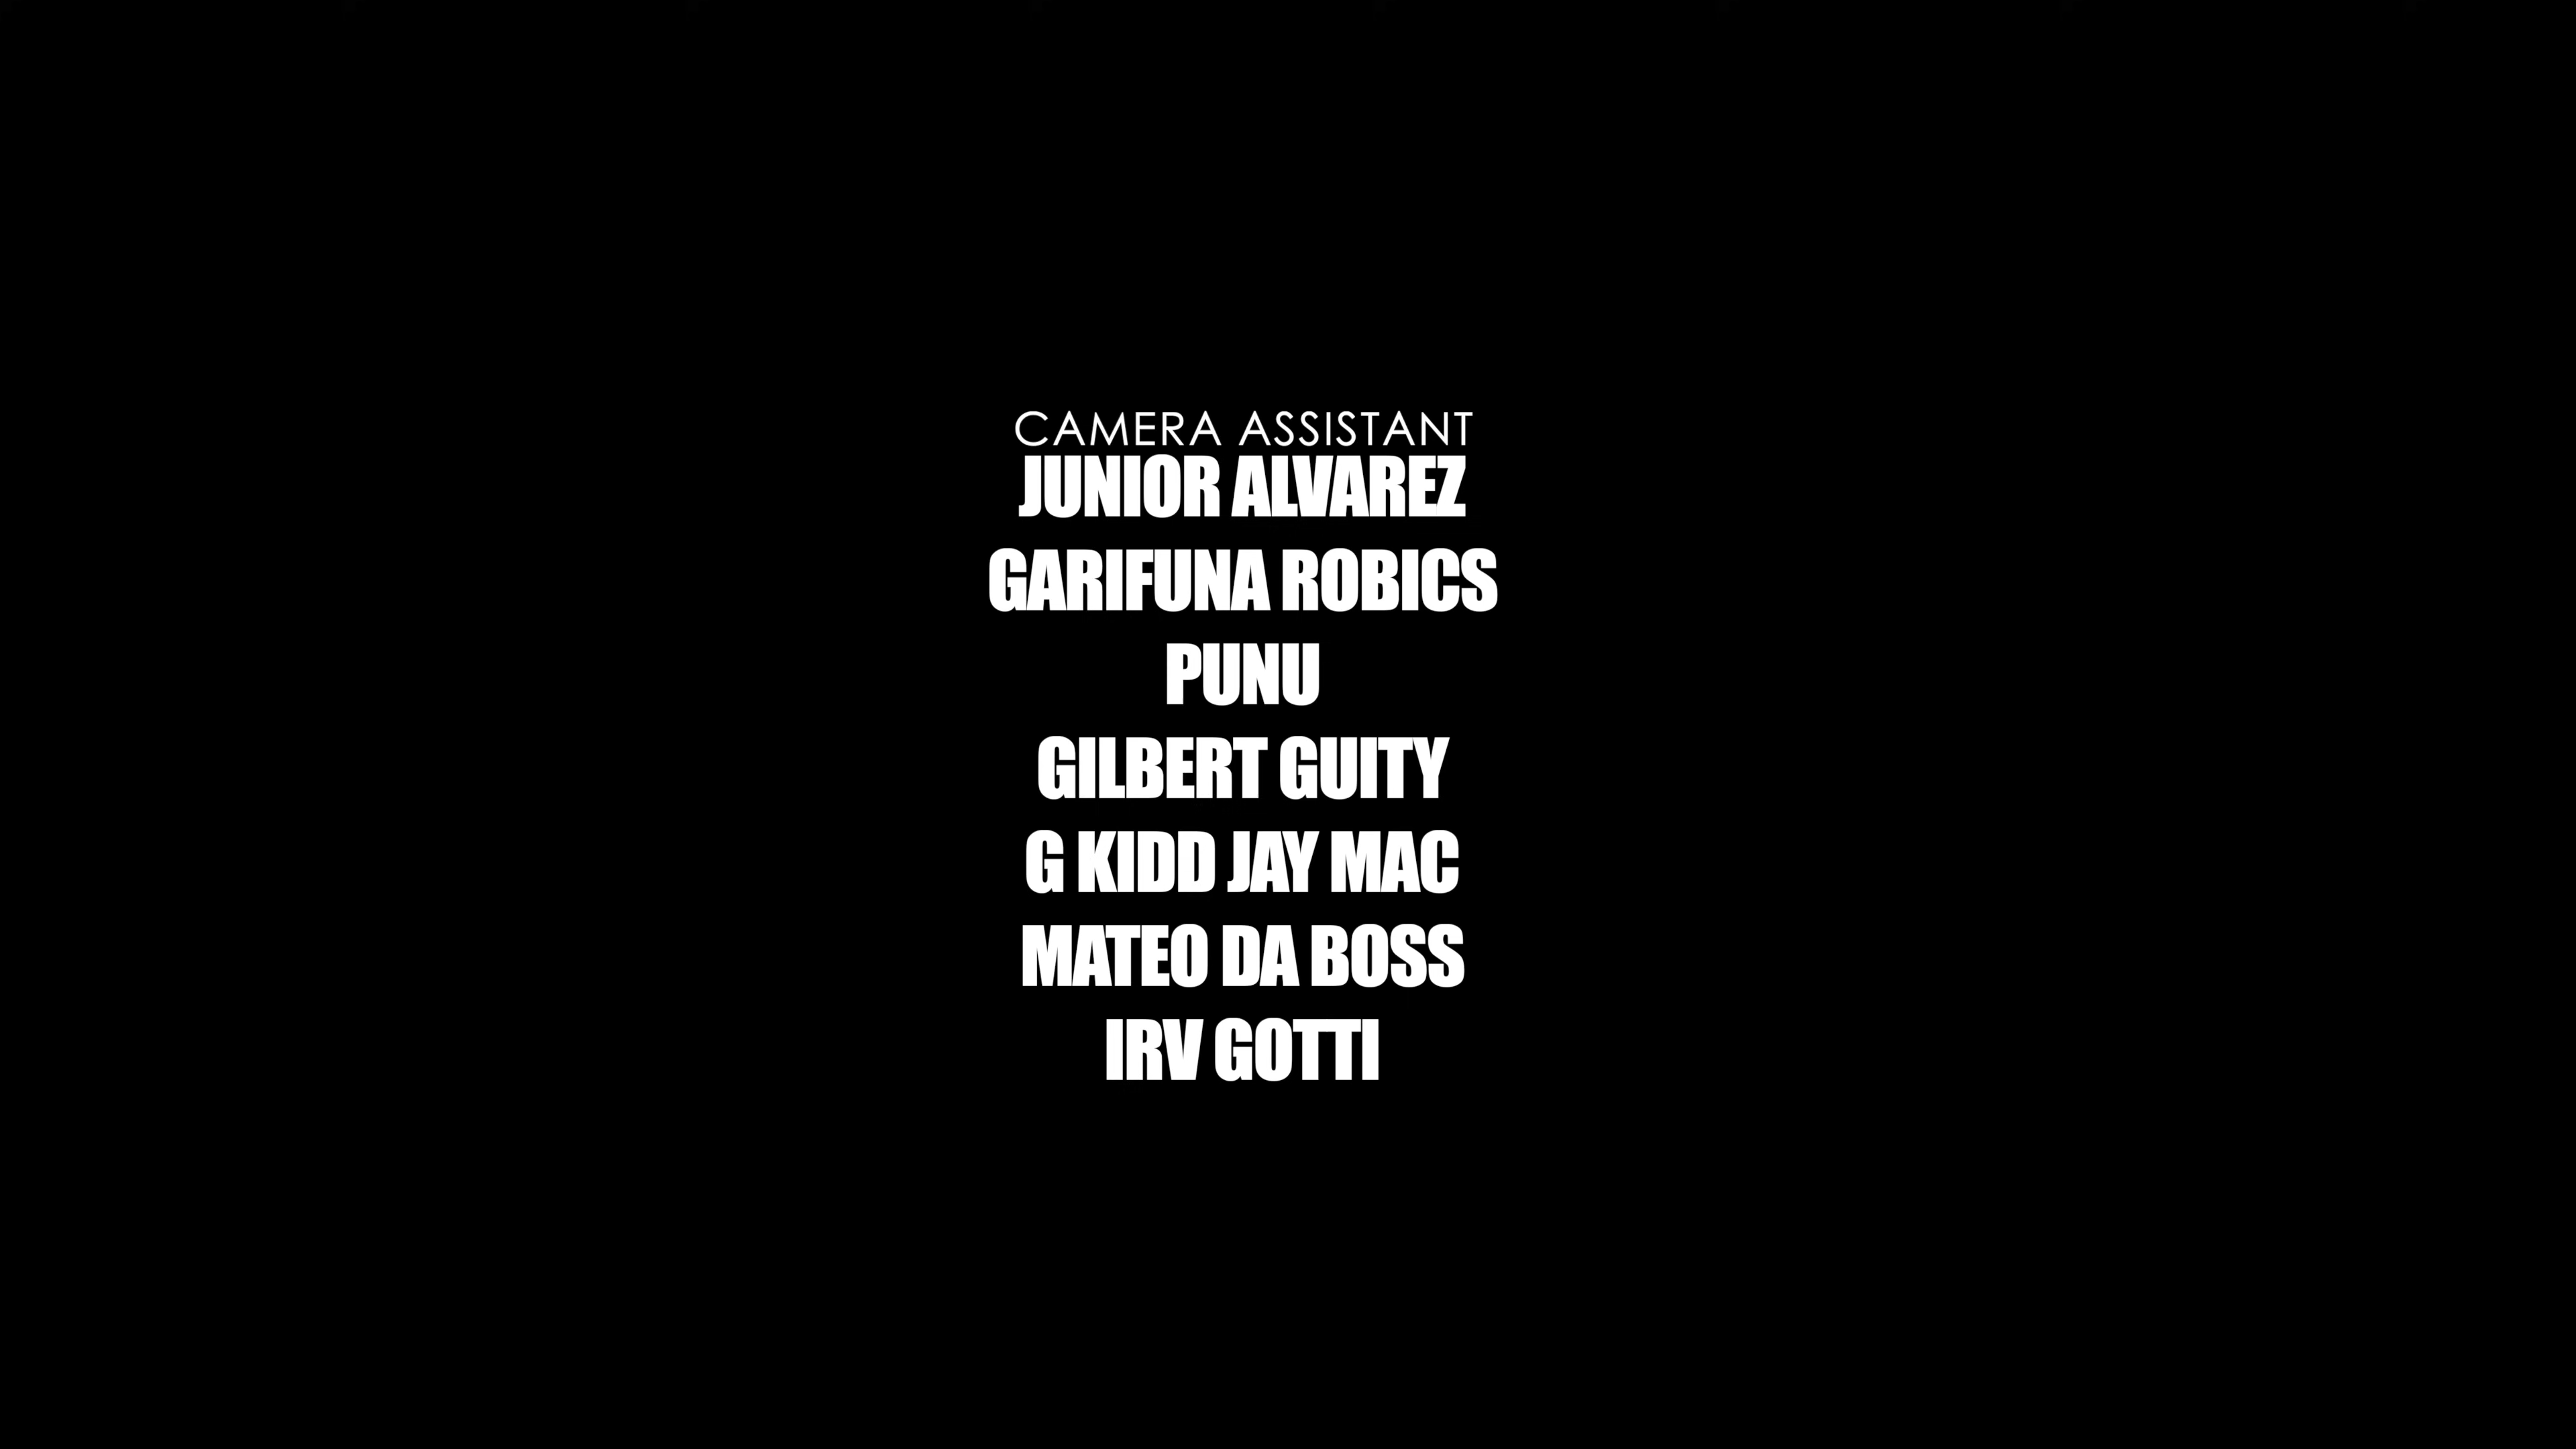 CAMERA ASSISTANT
JUNIOR ALVAREZ
GARIFUNA ROBICS
PUNU
GILBERT GUITY
G KIDD JAY MAC
MATEO DA BOSS
IRV GOTTI